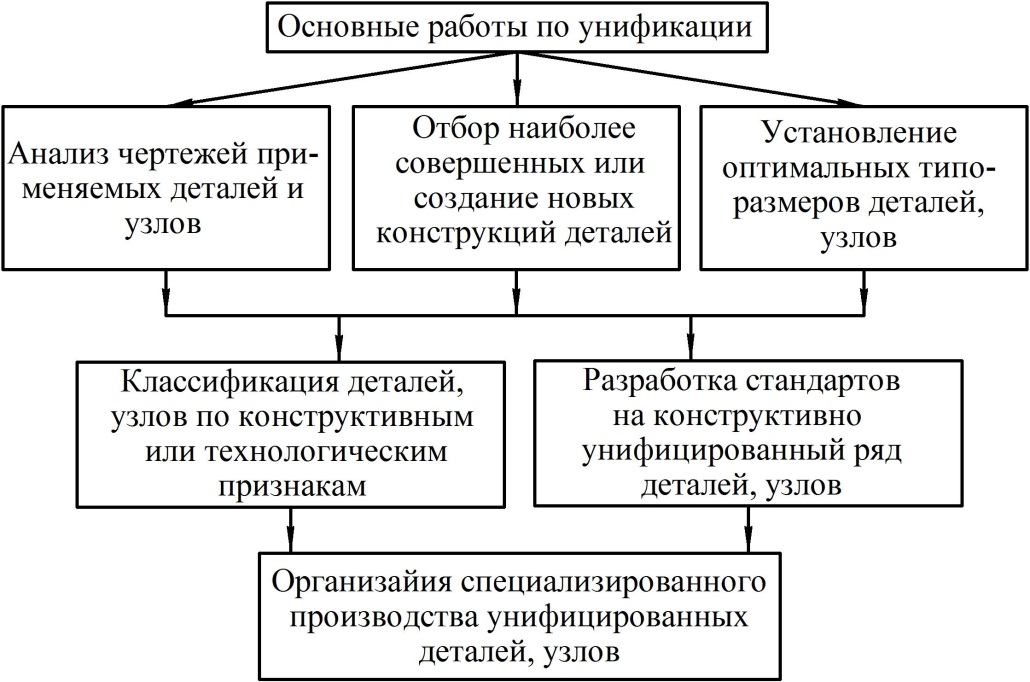 Основные работы по унификации
Анализ чертежей при-
меняемых деталей и
узлов
Отбор наиболее
совершенных или
создание новых
конструкций деталей
Установление
оптимальных типо-
размеров деталей,
узлов
Классификация деталей,
узлов по конструктивным
или технологическим
признакам
Разработка стандартов
на конструктивно
унифицированный ряд
деталей, узлов
Организайия специализированного
производства унифицированных
деталей, узлов